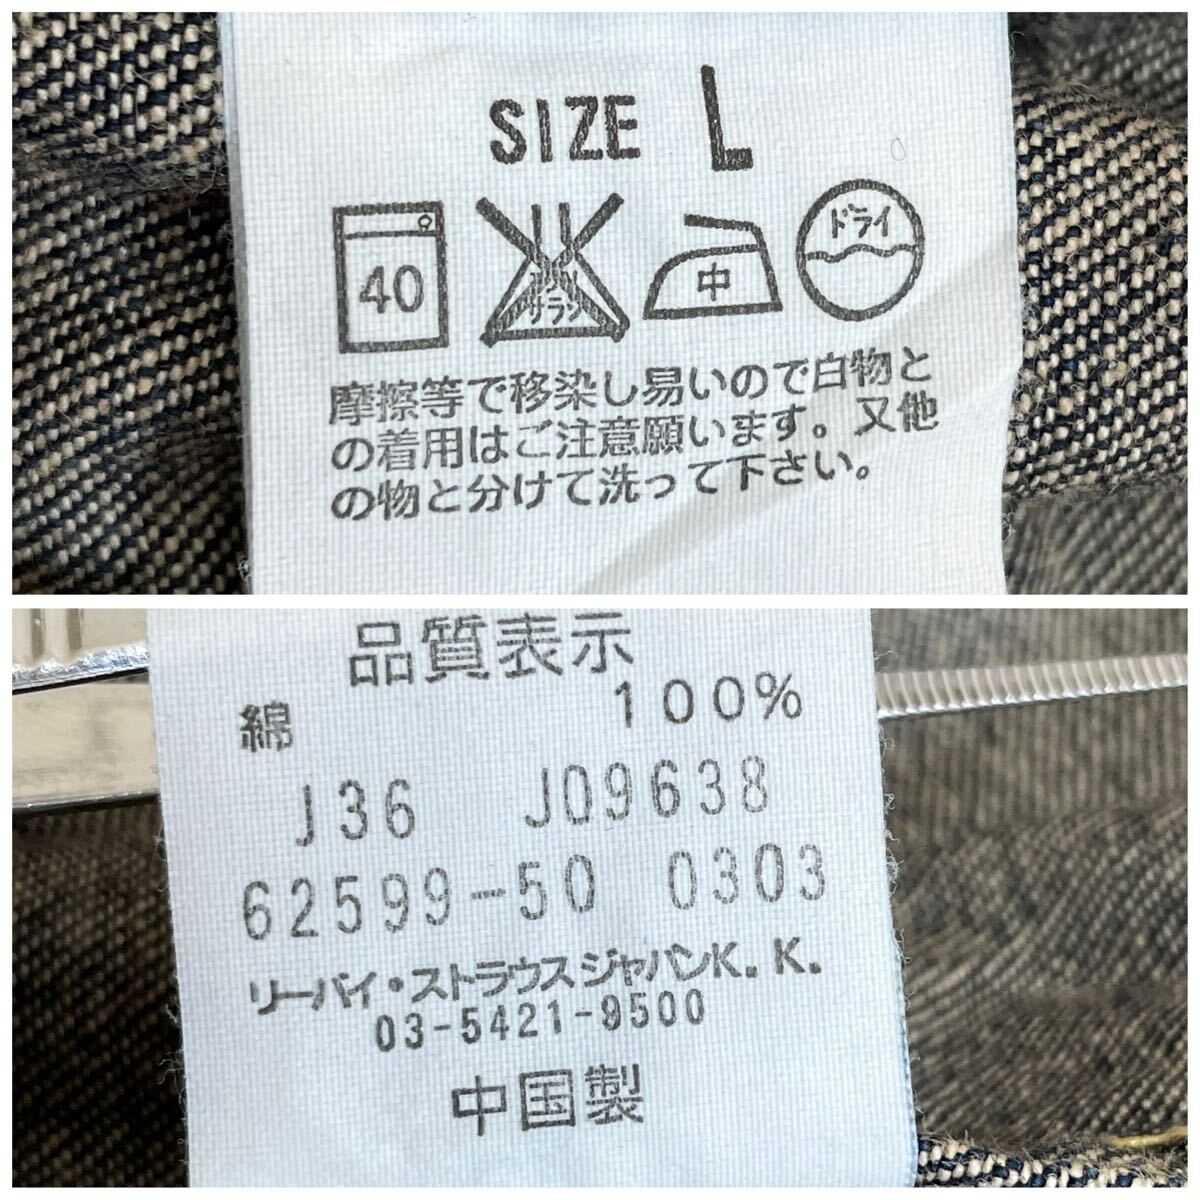 SIZE L
40
サラシ
中
ドライ
摩擦等で移染し易いので白物と
の着用はご注意願います。又他
の物と分けて洗って下さい。
品質表示
綿 100%
J36 J09638
62599-50 0303
リーバイ・ストラウスジャパンK.K.
03-5421-9500
中国製